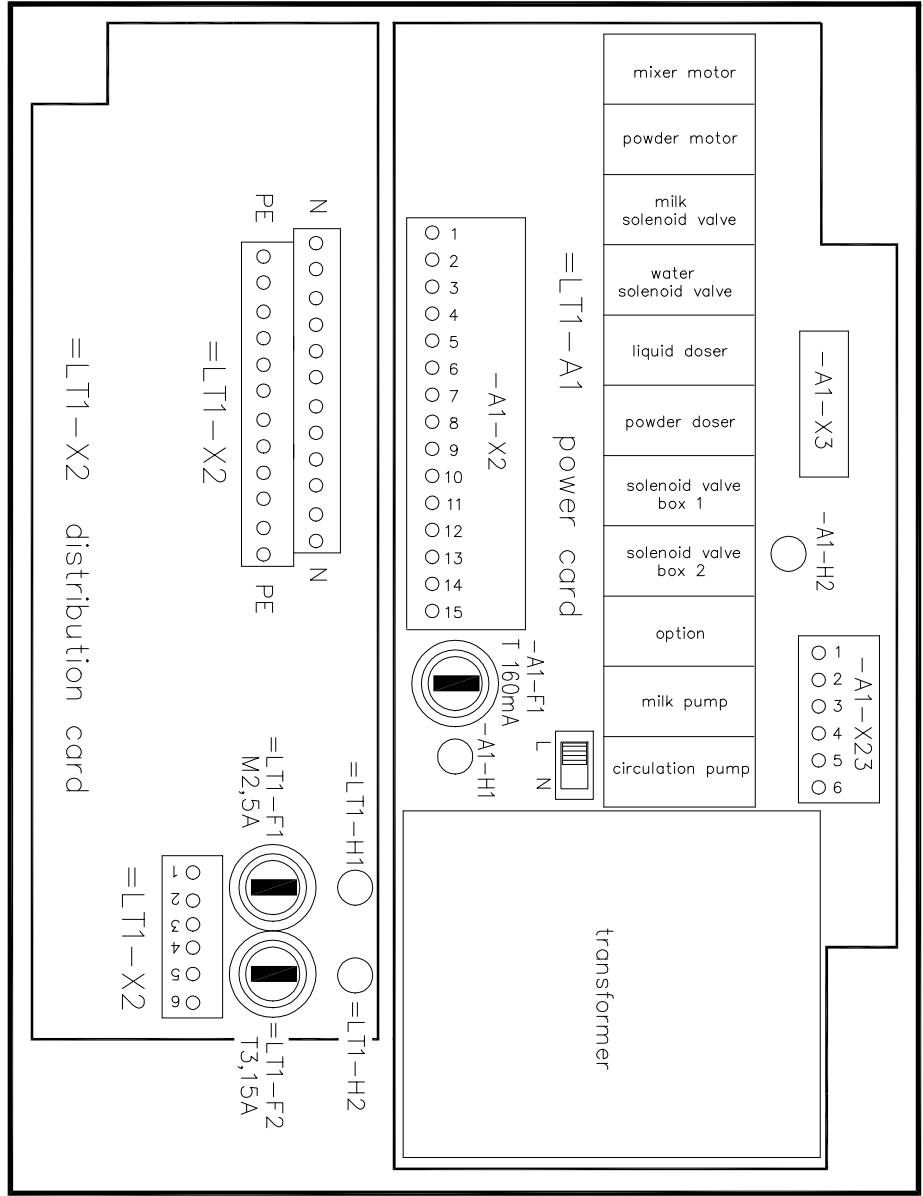 mixer motor
powder motor
milk
solenoid valve
water
solenoid valve
liquid doser
powder doser
solenoid valve
box 1
solenoid valve
box 2
option
milk pump
circulation pump
=LT1-X2 distribution card
=LT1-X2
PE
N
PE
N
=LT1-F1
M2,5A
=LT1-H1
=LT1-X2
1
2
3
4
5
6
=LT1-F2
T3,15A
=LT1-H2
1
2
3
4
5
6
7
8
9
10
11
12
13
14
15
-A1-X2
=LT1-A1 power card
-A1-F1
T 160mA
-A1-H1
L N
-A1-X3
-A1-H2
1
2
3
4
5
6
-A1-X23
transformer